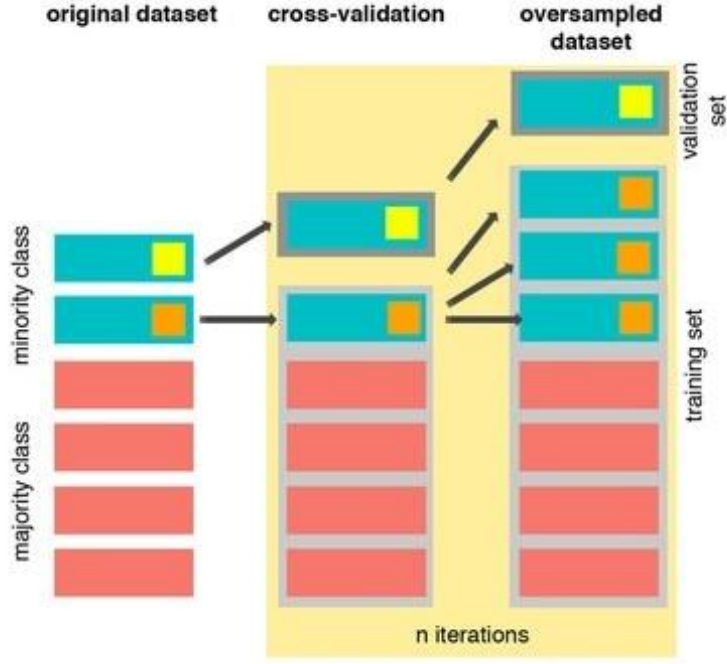 original dataset
cross-validation
oversampled
dataset
validation
set
minority class
training set
majority class
n iterations